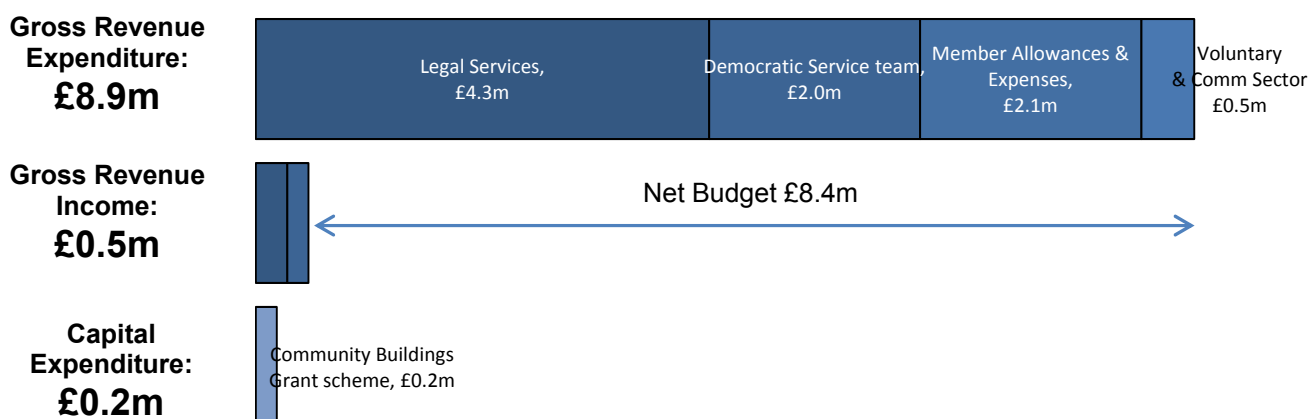 Gross Revenue
Expenditure:
£8.9m
Legal Services,
£4.3m
Democratic Service team,
£2.0m
Member Allowances &
Expenses,
£2.1m
Voluntary
& Comm Sector
£0.5m
Gross Revenue
Income:
£0.5m
Net Budget £8.4m
Capital
Expenditure:
£0.2m
Community Buildings
Grant scheme, £0.2m